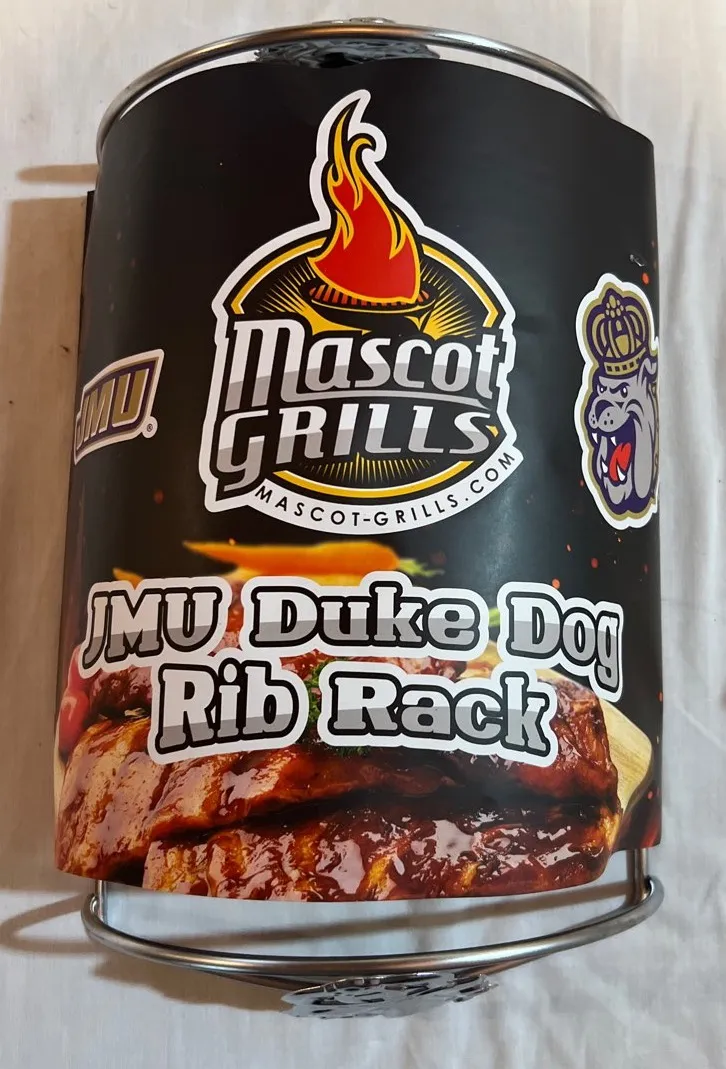 Mascot
GRILLS
MASCOT-GRILLS.COM
JMU®
JMU Duke Dog
Rib Rack